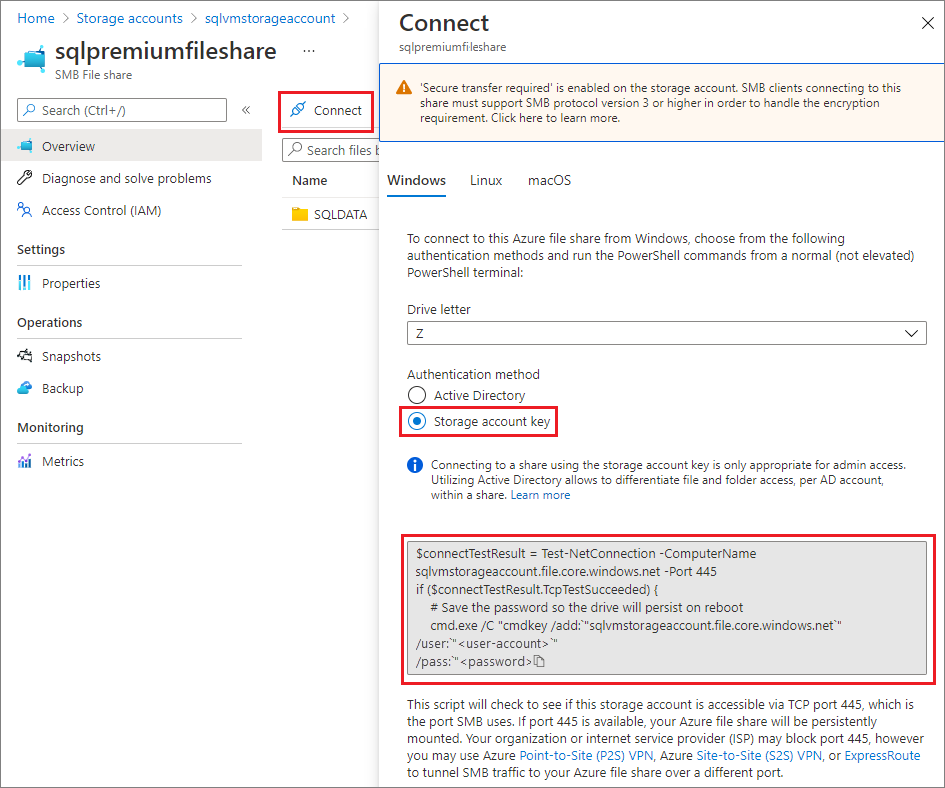 Home > Storage accounts > sqlvmstorageaccount >
sqlpremiumfileshare ...
SMB File share
Search (Ctrl+/) «
Overview
Diagnose and solve problems
Access Control (IAM)
Settings
Properties
Operations
Snapshots
Backup
Monitoring
Metrics
Connect
Search files b
Name
SQLDATA
Connect
sqlpremiumfileshare
'Secure transfer required' is enabled on the storage account. SMB clients connecting to this
share must support SMB protocol version 3 or higher in order to handle the encryption
requirement. Click here to learn more.
Windows Linux macOS
To connect to this Azure file share from Windows, choose from the following
authentication methods and run the PowerShell commands from a normal (not elevated)
PowerShell terminal:
Drive letter
Z
Authentication method
Active Directory
Storage account key
Connecting to a share using the storage account key is only appropriate for admin access.
Utilizing Active Directory allows to differentiate file and folder access, per AD account,
within a share. Learn more
$connectTestResult = Test-NetConnection -ComputerName
sqlvmstorageaccount.file.core.windows.net -Port 445
if ($connectTestResult.TcpTestSucceeded) {
# Save the password so the drive will persist on reboot
cmd.exe /C "cmdkey /add:`"sqlvmstorageaccount.file.core.windows.net`"
/user:`"<user-account>`"
/pass:`"<password>
This script will check to see if this storage account is accessible via TCP port 445, which is
the port SMB uses. If port 445 is available, your Azure file share will be persistently
mounted. Your organization or internet service provider (ISP) may block port 445, however
you may use Azure Point-to-Site (P2S) VPN, Azure Site-to-Site (S2S) VPN, or ExpressRoute
to tunnel SMB traffic to your Azure file share over a different port.